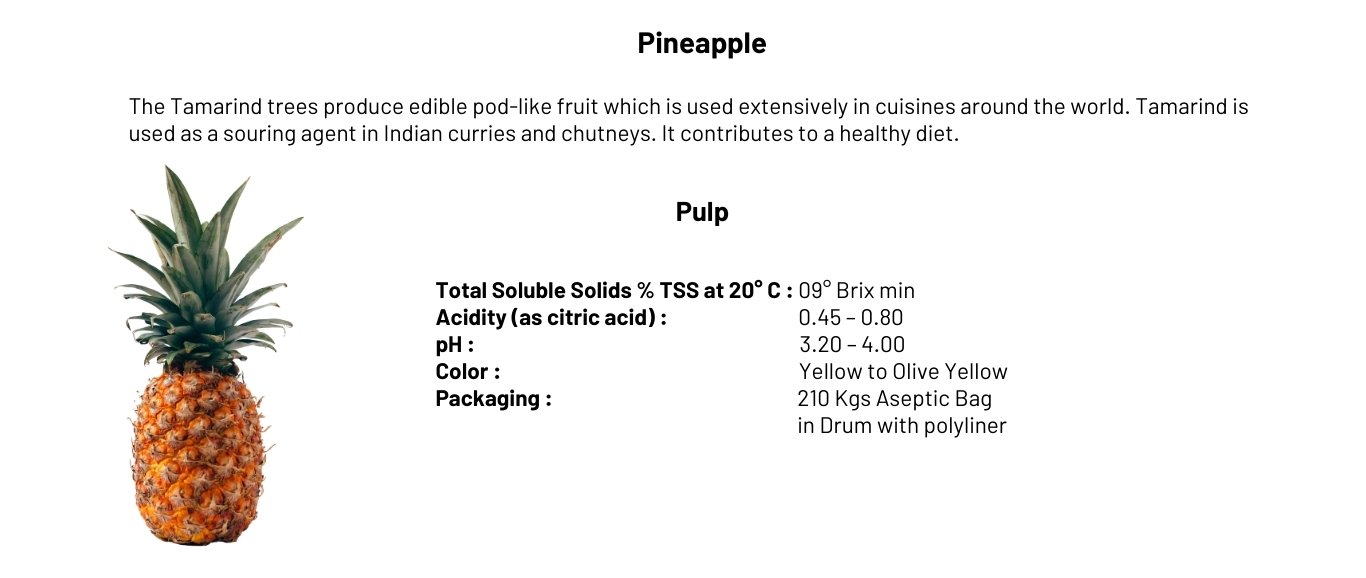 Pineapple
The Tamarind trees produce edible pod-like fruit which is used extensively in cuisines around the world. Tamarind is
used as a souring agent in Indian curries and chutneys. It contributes to a healthy diet.
Pulp
Total Soluble Solids % TSS at 20° C : 09° Brix min
Acidity (as citric acid) : 0.45 – 0.80
pH : 3.20 – 4.00
Color : Yellow to Olive Yellow
Packaging : 210 Kgs Aseptic Bag
in Drum with polyliner